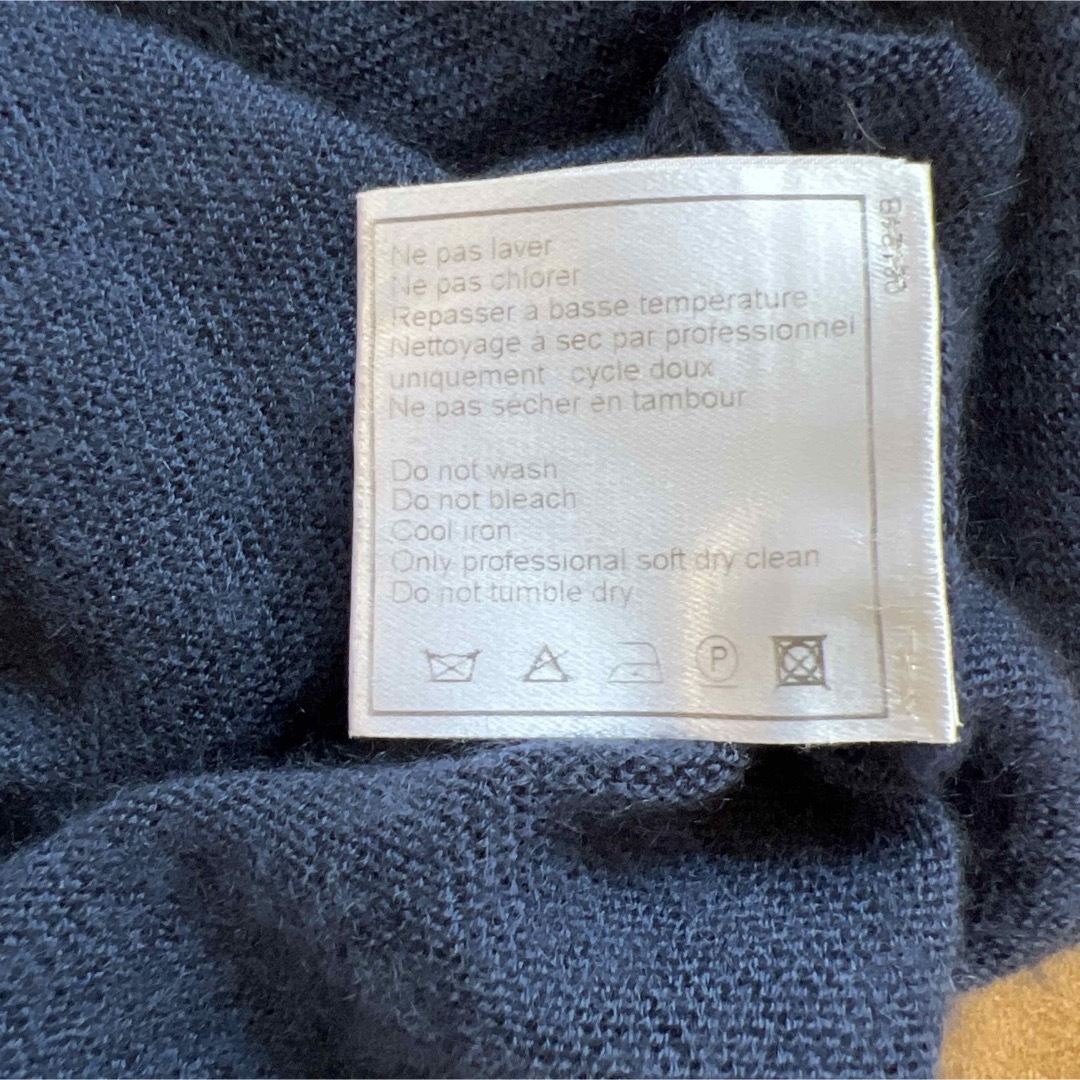 Ne pas laver
Ne pas chlorer
Repasser à basse temperature
Nettoyage à sec par professionnel
uniquement cycle doux
Ne pas sécher en tambour
Do not wash
Do not bleach
Cool iron
Only professional soft dry clean
Do not tumble dry
P